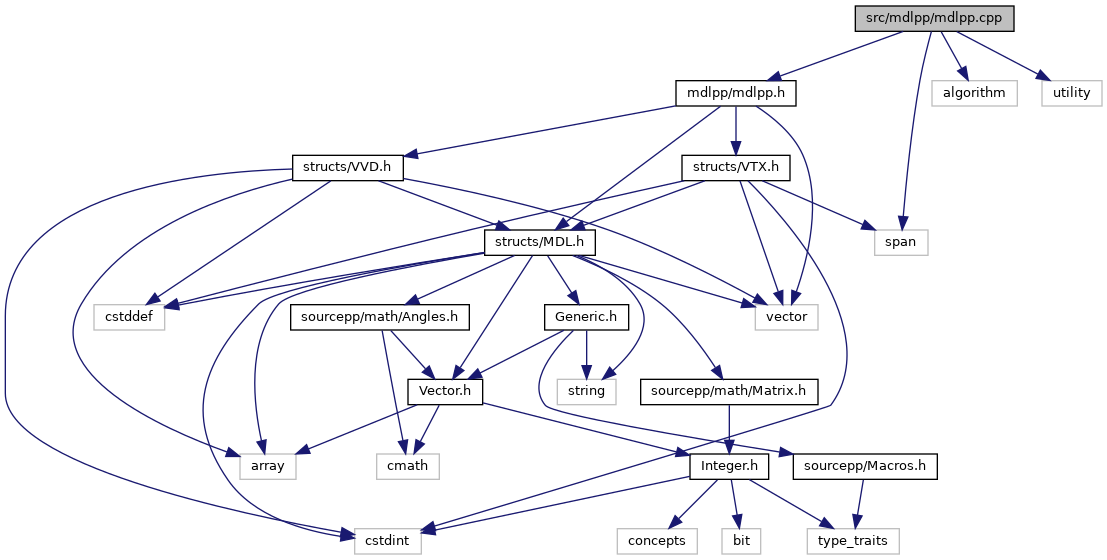 src/mdlpp/mdlpp.cpp
mdlpp/mdlpp.h
algorithm
utility
structs/VVD.h
structs/VTX.h
structs/MDL.h
span
cstddef
sourcepp/math/Angles.h
Generic.h
vector
Vector.h
string
sourcepp/math/Matrix.h
array
cmath
Integer.h
sourcepp/Macros.h
cstdint
concepts
bit
type_traits